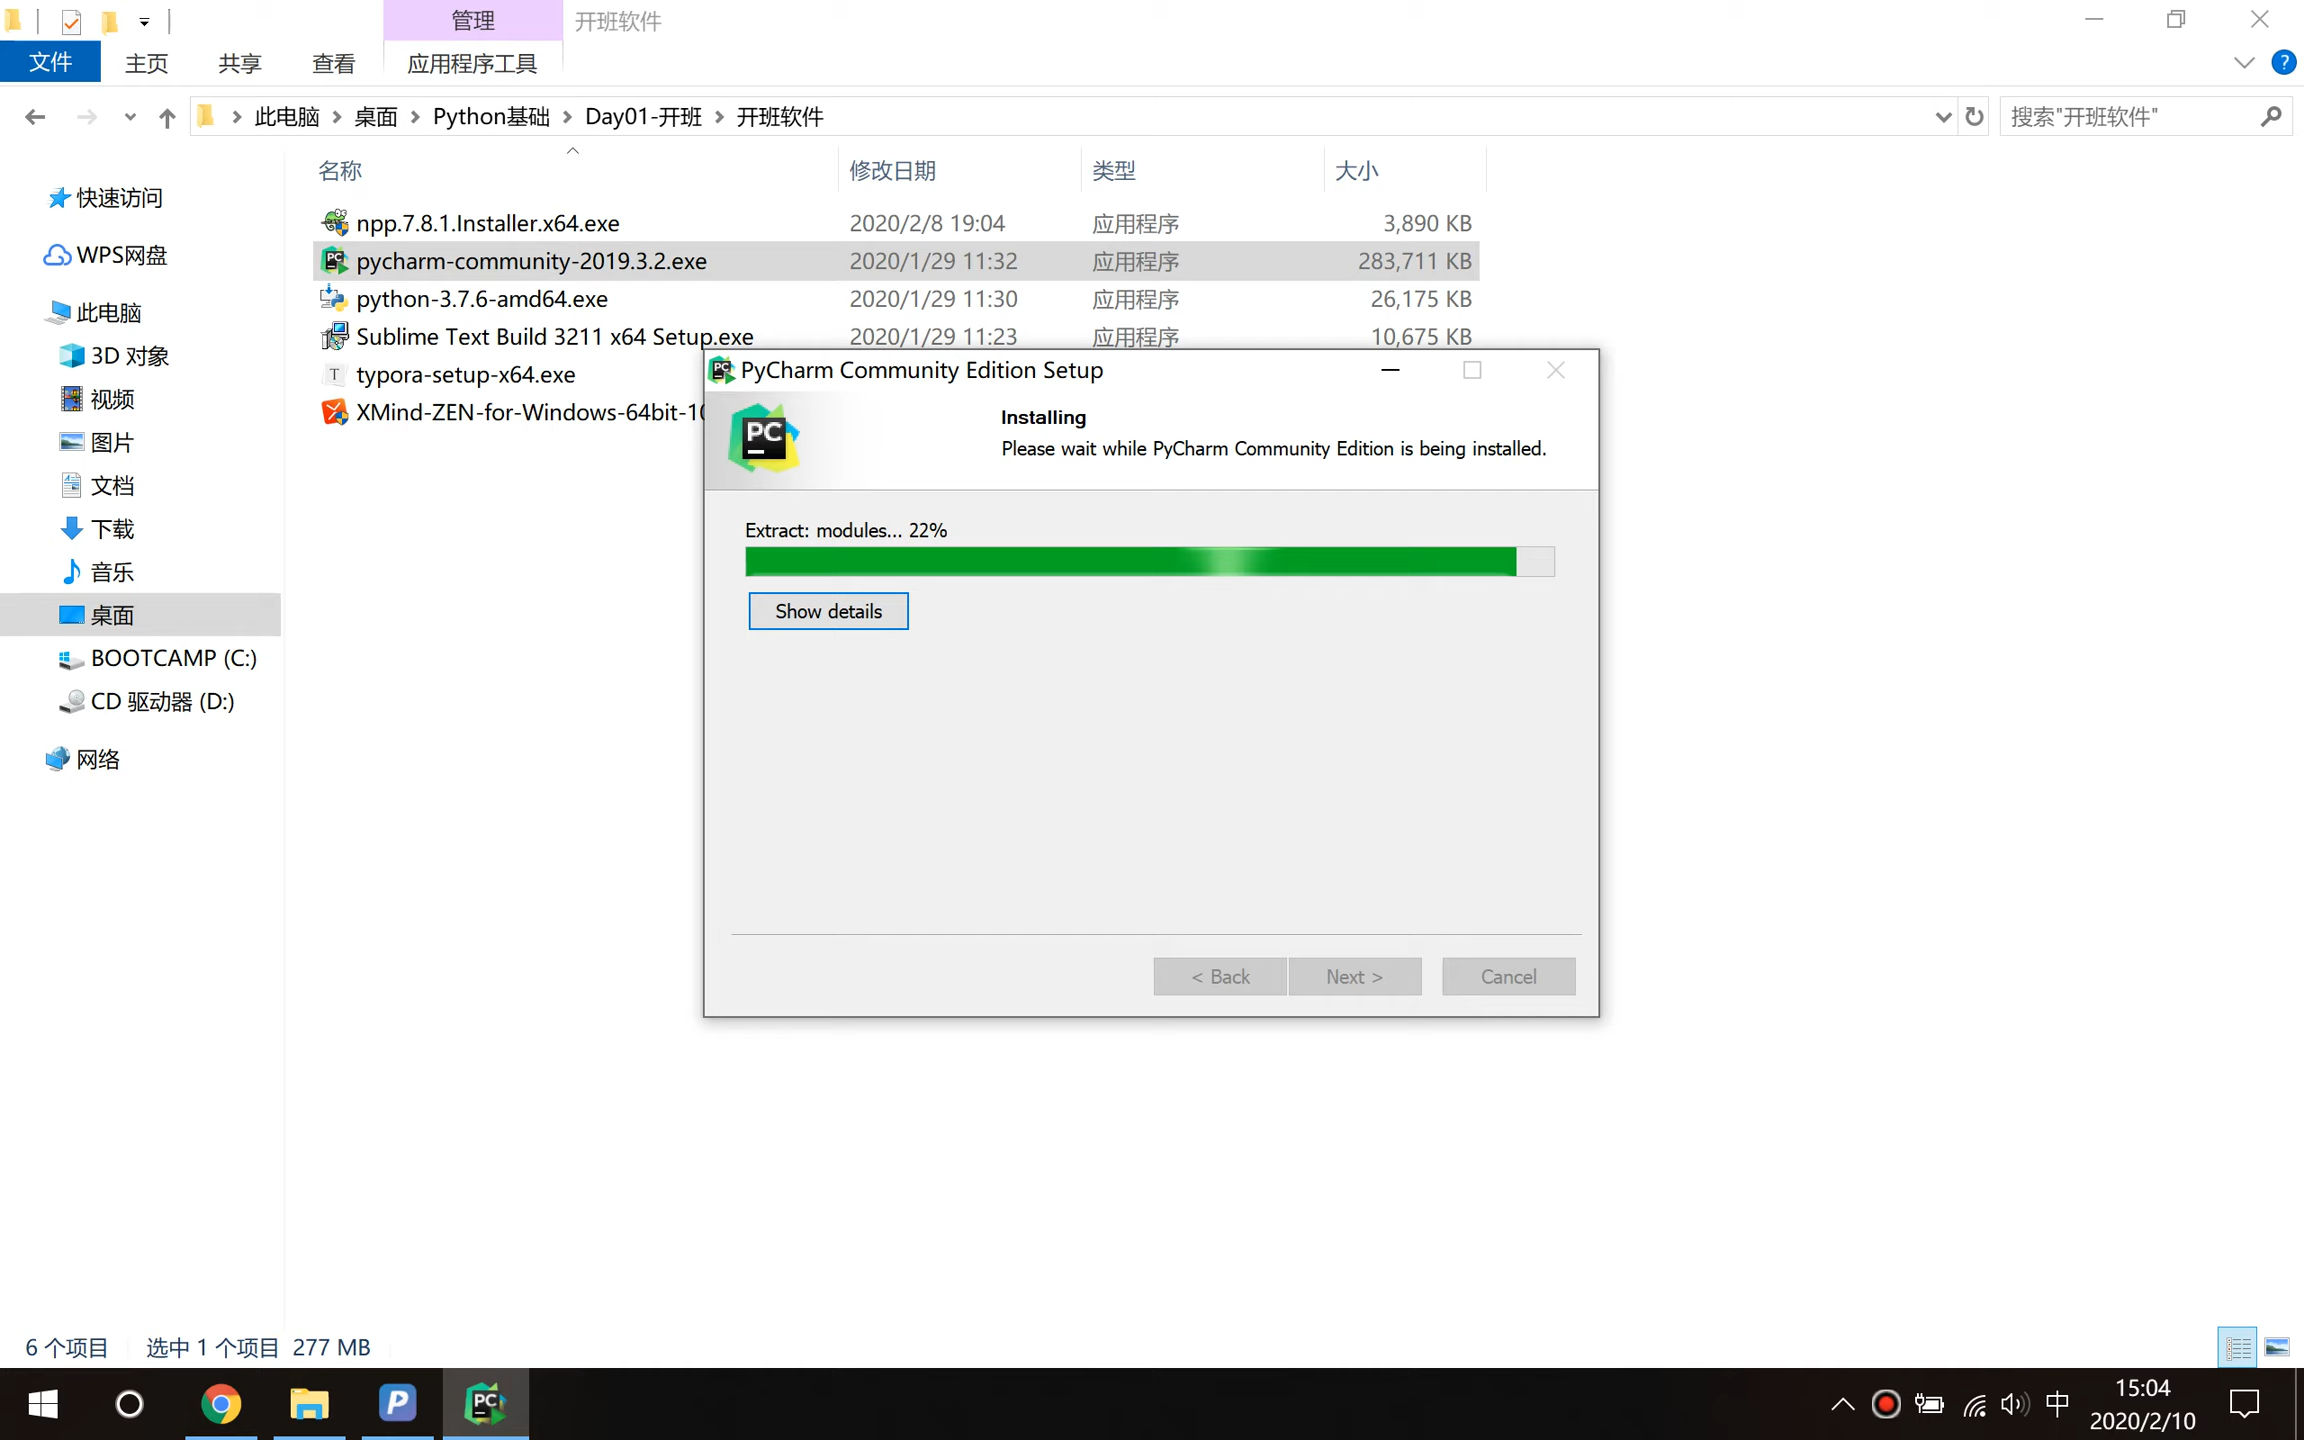 管理
开班软件
文件
主页
共享
查看
应用程序工具
此电脑
桌面
Python基础
Day01-开班
开班软件
搜索"开班软件"
名称
修改日期
类型
大小
快速访问
WPS网盘
此电脑
3D 对象
视频
图片
文档
下载
音乐
桌面
BOOTCAMP (C:)
CD 驱动器 (D:)
网络
npp.7.8.1.Installer.x64.exe 2020/2/8 19:04 应用程序 3,890 KB
pycharm-community-2019.3.2.exe 2020/1/29 11:32 应用程序 283,711 KB
python-3.7.6-amd64.exe 2020/1/29 11:30 应用程序 26,175 KB
Sublime Text Build 3211 x64 Setup.exe 2020/1/29 11:23 应用程序 10,675 KB
typora-setup-x64.exe
XMind-ZEN-for-Windows-64bit-10
PyCharm Community Edition Setup
PC
Installing
Please wait while PyCharm Community Edition is being installed.
Extract: modules... 22%
Show details
< Back
Next >
Cancel
6 个项目
选中 1 个项目 277 MB
中
15:04
2020/2/10